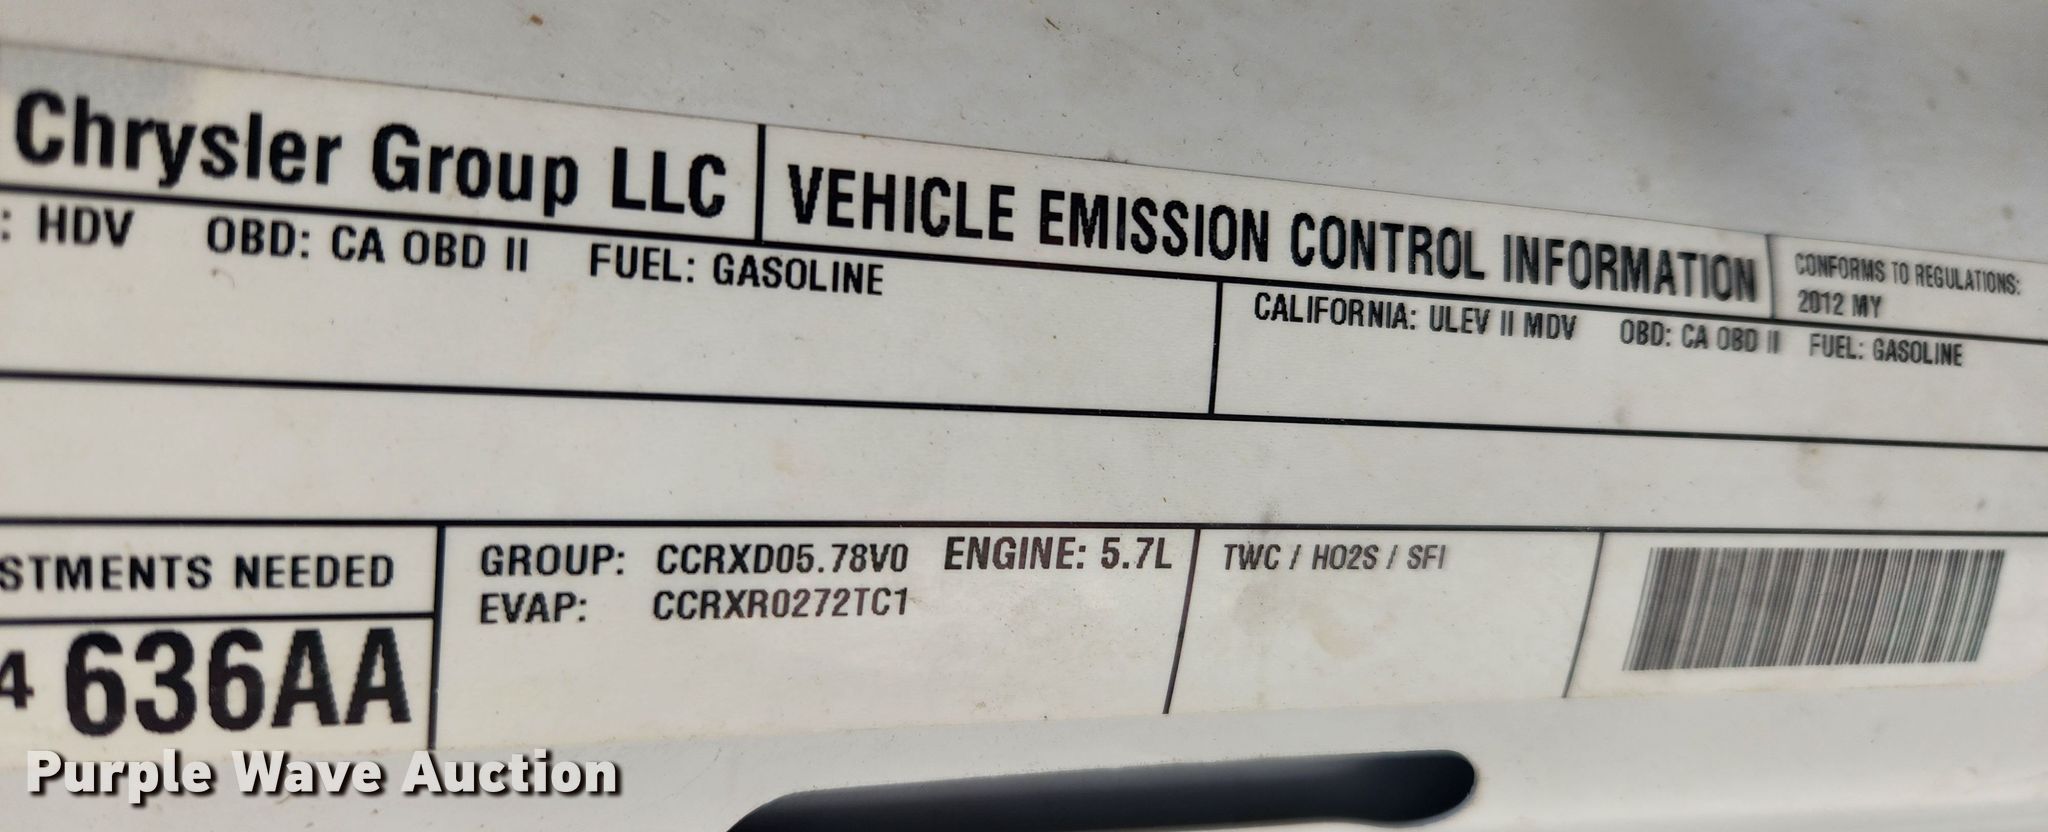 Chrysler Group LLC
VEHICLE EMISSION CONTROL INFORMATION
CONFORMS TO REGULATIONS:
2012 MY
: HDV OBD: CA OBD II FUEL: GASOLINE
CALIFORNIA: ULEV II MDV OBD: CA OBD II FUEL: GASOLINE
STMENTS NEEDED
4 636AA
GROUP: CCRXD05.78V0 ENGINE: 5.7L
EVAP: CCRXR0272TC1
TWC / HO2S / SFI
Purple Wave Auction